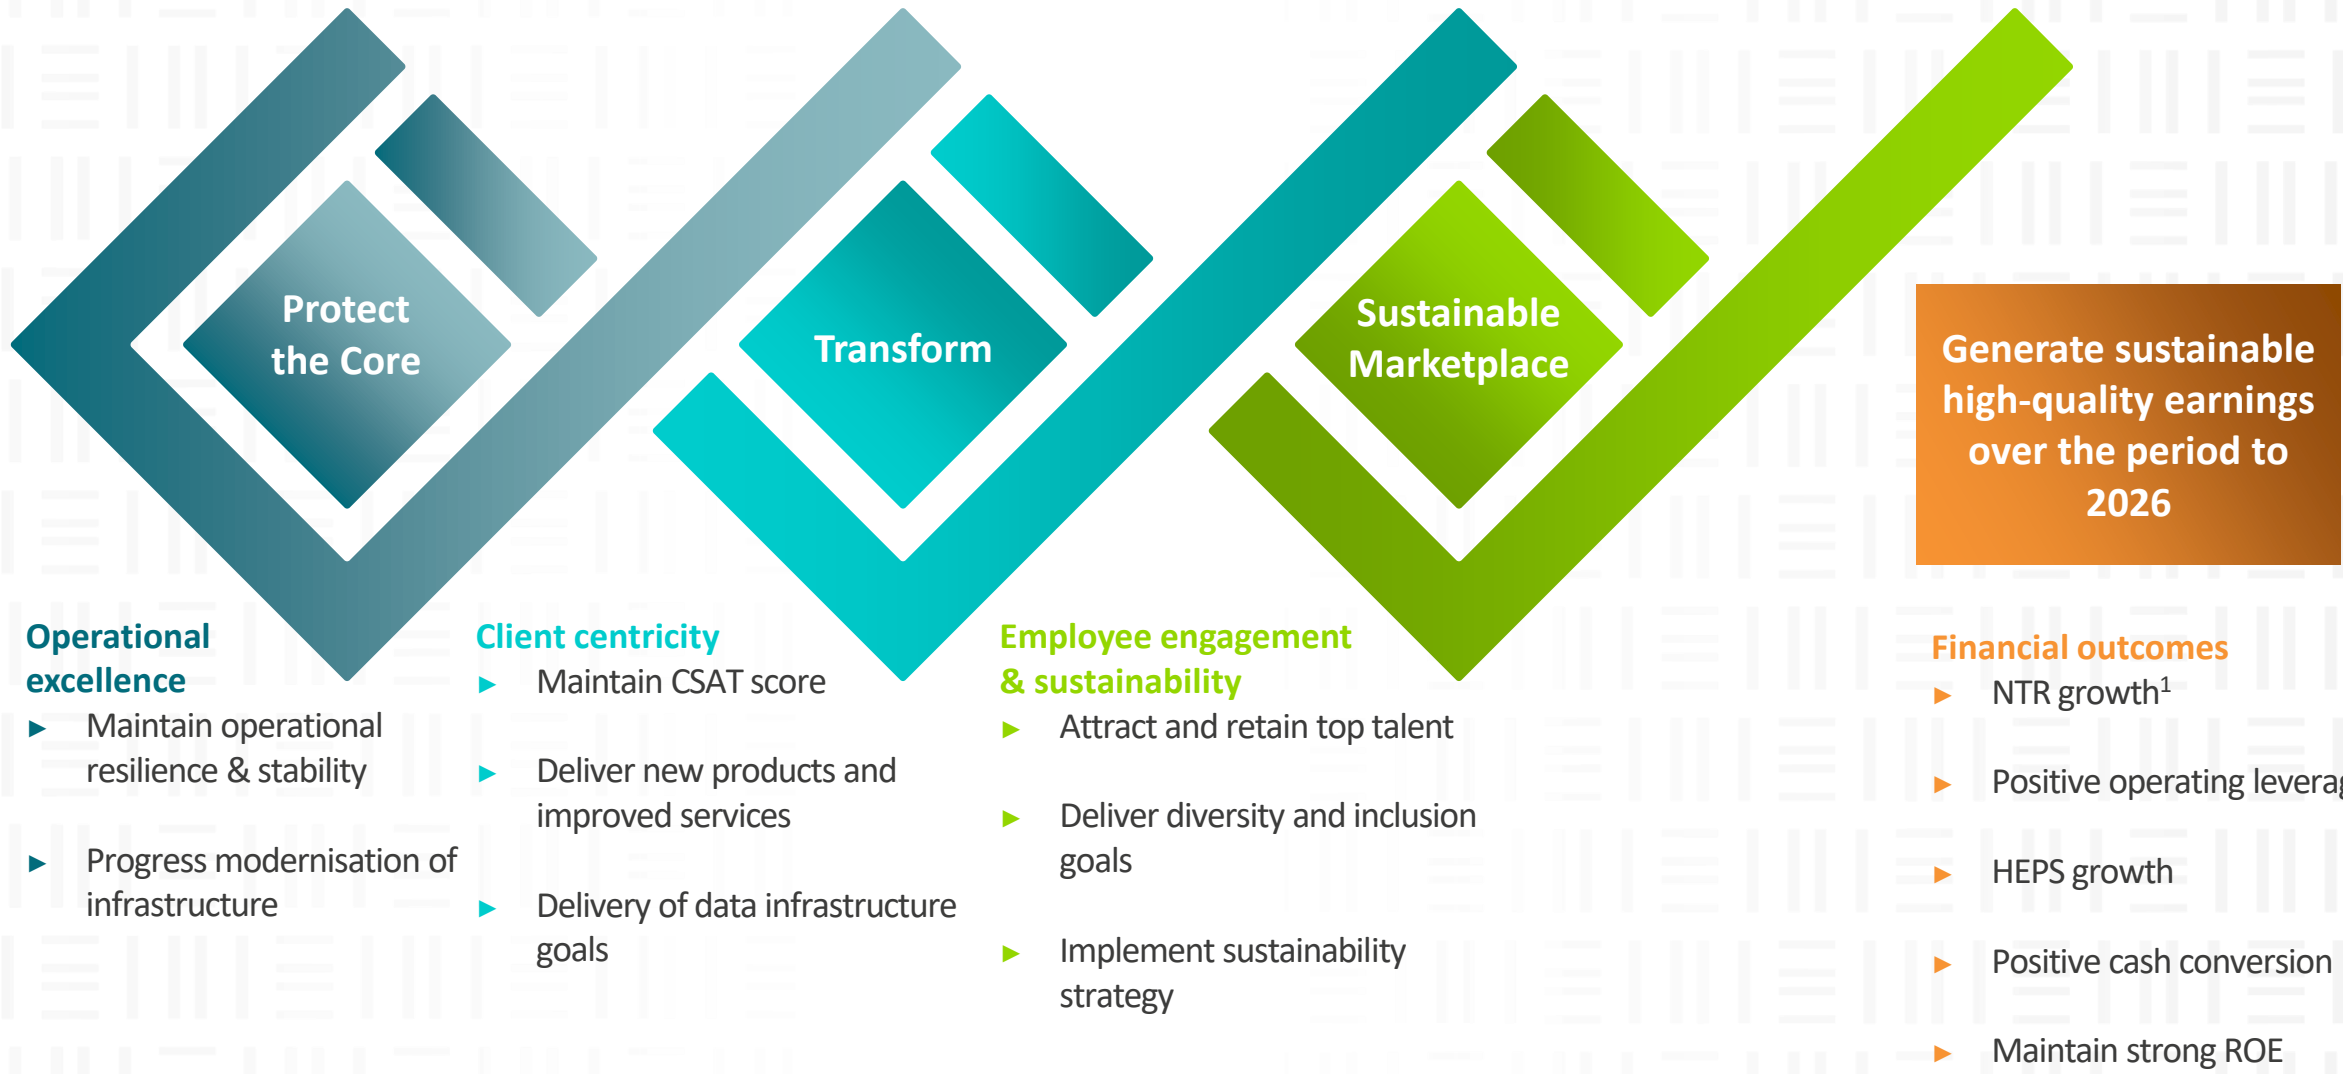 Protect
the Core
Transform
Sustainable
Marketplace
Generate sustainable
high-quality earnings
over the period to
2026
Operational
excellence
► Maintain operational
resilience & stability
► Progress modernisation of
infrastructure
Client centricity
► Maintain CSAT score
► Deliver new products and
improved services
► Delivery of data infrastructure
goals
Employee engagement
& sustainability
► Attract and retain top talent
► Deliver diversity and inclusion
goals
► Implement sustainability
strategy
Financial outcomes
► NTR growth¹
► Positive operating leverag
► HEPS growth
► Positive cash conversion
► Maintain strong ROE